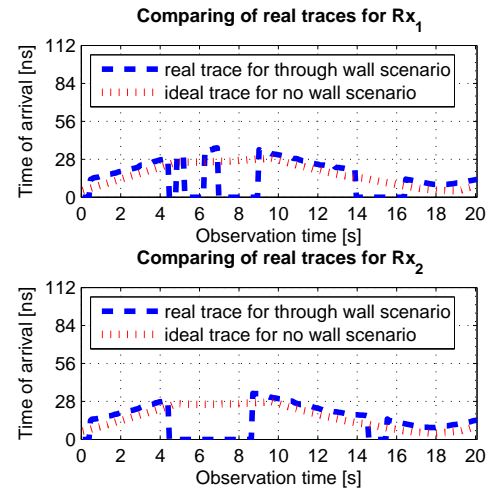 Comparing of real traces for Rx1
Time of arrival [ns]
112
84
56
28
0
real trace for through wall scenario
ideal trace for no wall scenario
0 2 4 6 8 10 12 14 16 18 20
Observation time [s]
Comparing of real traces for Rx2
Time of arrival [ns]
112
84
56
28
0
real trace for through wall scenario
ideal trace for no wall scenario
0 2 4 6 8 10 12 14 16 18 20
Observation time [s]